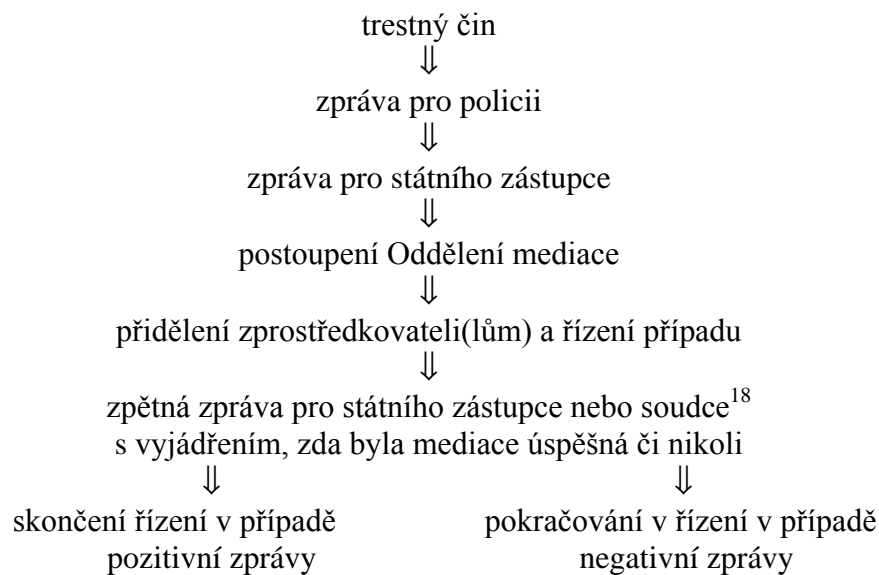 trestný čin
⇓
zpráva pro policii
⇓
zpráva pro státního zástupce
⇓
postoupení Oddělení mediace
⇓
přidělení zprostředkovateli(lům) a řízení případu
⇓
zpětná zpráva pro státního zástupce nebo soudce18
s vyjádřením, zda byla mediace úspěšná či nikoli
⇓ ⇓
skončení řízení v případě
pozitivní zprávy
pokračování v řízení v případě
negativní zprávy